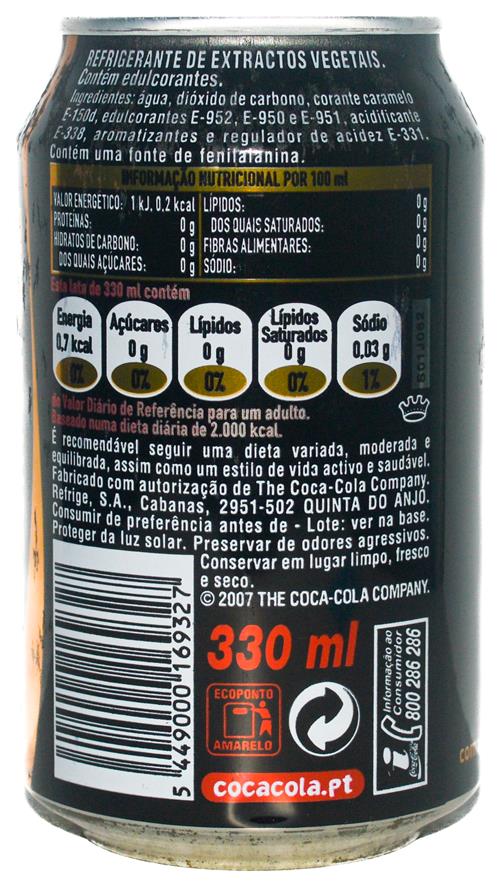 REFRIGERANTE DE EXTRACTOS VEGETAIS.
Contém edulcorantes.
Ingredientes: água, dióxido de carbono, corante caramelo
E-150d, edulcorantes E-952, E-950 e E-951, acidificante
E-338, aromatizantes e regulador de acidez E-331.
Contém uma fonte de fenilalanina.
INFORMAÇÃO NUTRICIONAL POR 100 ml
VALOR ENERGÉTICO: 1 kJ, 0,2 kcal LÍPIDOS: 0 g
PROTEÍNAS: 0 g DOS QUAIS SATURADOS: 0 g
HIDRATOS DE CARBONO: 0 g FIBRAS ALIMENTARES: 0 g
DOS QUAIS AÇÚCARES: 0 g SÓDIO: 0 g
Esta lata de 330 ml contém
Energia 0,7 kcal 0%
Açúcares 0 g 0%
Lípidos 0 g 0%
Lípidos Saturados 0 g 0%
Sódio 0,03 g 1%
do Valor Diário de Referência para um adulto.
Baseado numa dieta diária de 2.000 kcal.
É recomendável seguir uma dieta variada, moderada e
equilibrada, assim como um estilo de vida activo e saudável.
Fabricado com autorização de The Coca-Cola Company.
Refrige, S.A., Cabanas, 2951-502 QUINTA DO ANJO.
Consumir de preferência antes de - Lote: ver na base.
Proteger da luz solar. Preservar de odores agressivos.
Conservar em lugar limpo, fresco
e seco.
© 2007 THE COCA-COLA COMPANY.
330 ml
ECOPONTO
AMARELO
Informação ao
Consumidor
800 286 286
5 449000 169327
cocacola.pt